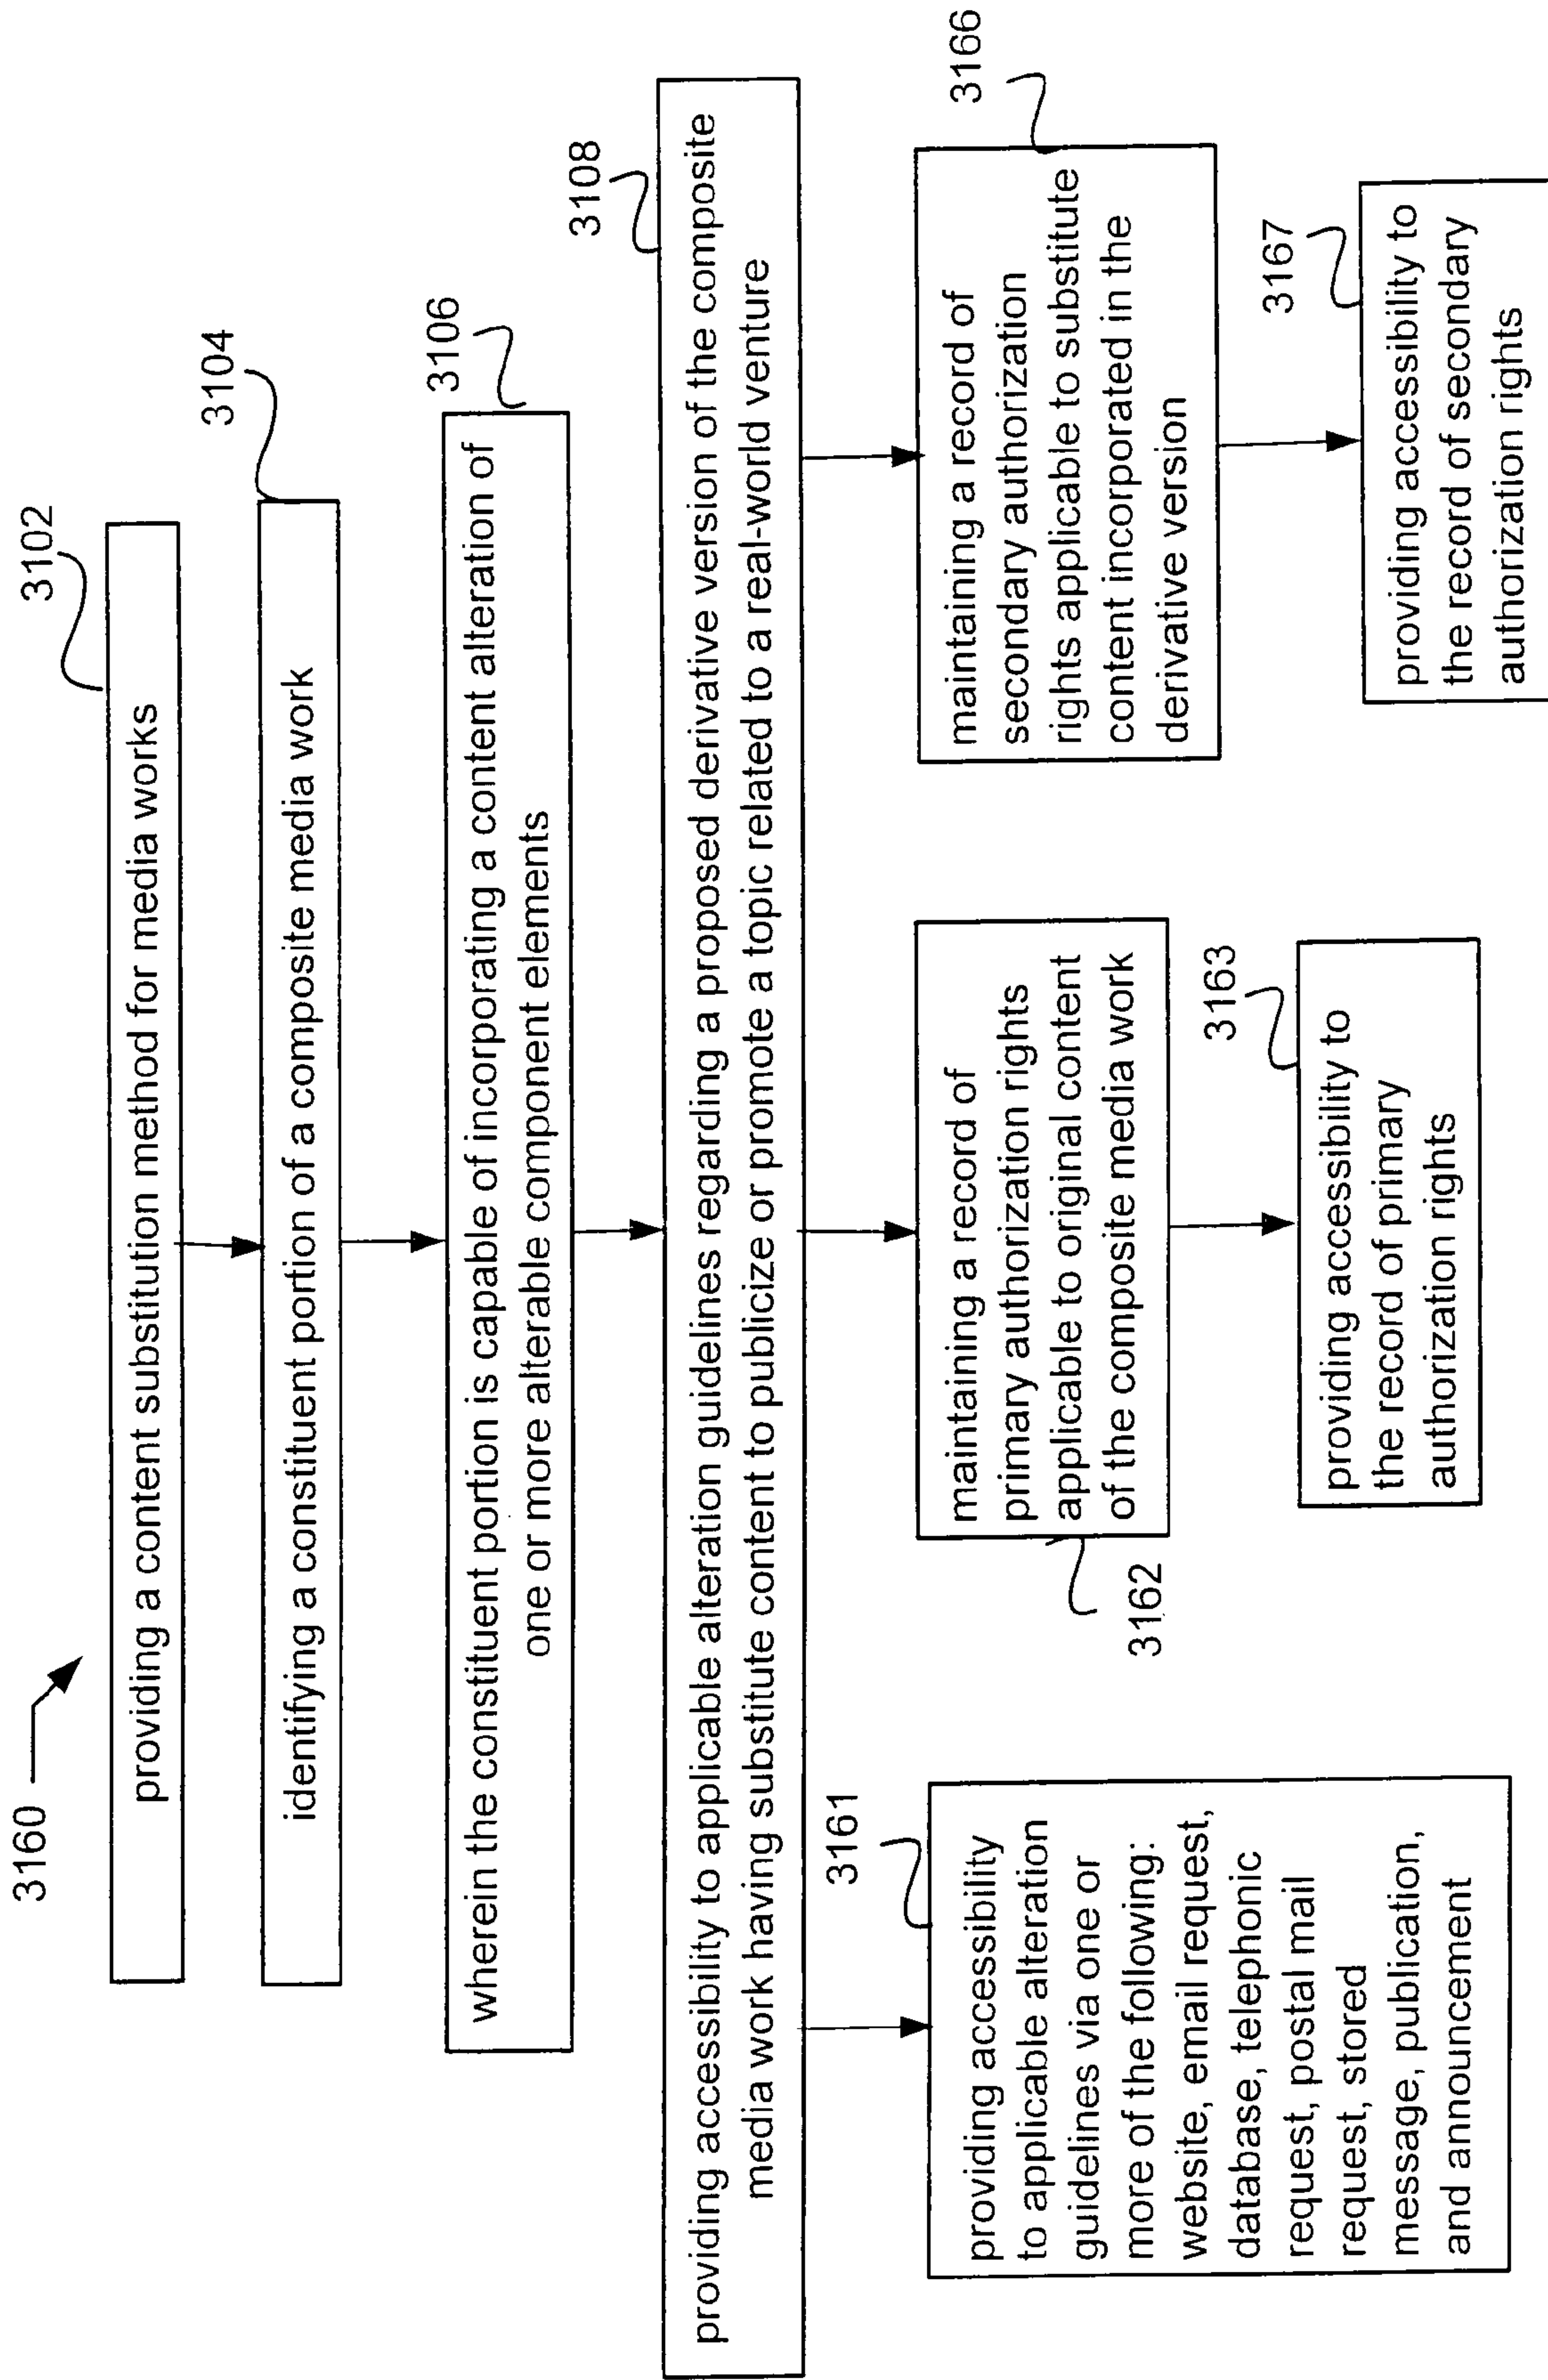 3160
3102
providing a content substitution method for media works
3104
identifying a constituent portion of a composite media work
3106
wherein the constituent portion is capable of incorporating a content alteration of
one or more alterable component elements
3108
providing accessibility to applicable alteration guidelines regarding a proposed derivative version of the composite
media work having substitute content to publicize or promote a topic related to a real-world venture
3161
providing accessibility
to applicable alteration
guidelines via one or
more of the following:
website, email request,
database, telephonic
request, postal mail
request, stored
message, publication,
and announcement
maintaining a record of
primary authorization rights
applicable to original content
of the composite media work
3162
3163
providing accessibility to
the record of primary
authorization rights
3166
maintaining a record of
secondary authorization
rights applicable to substitute
content incorporated in the
derivative version
3167
providing accessibility to
the record of secondary
authorization rights